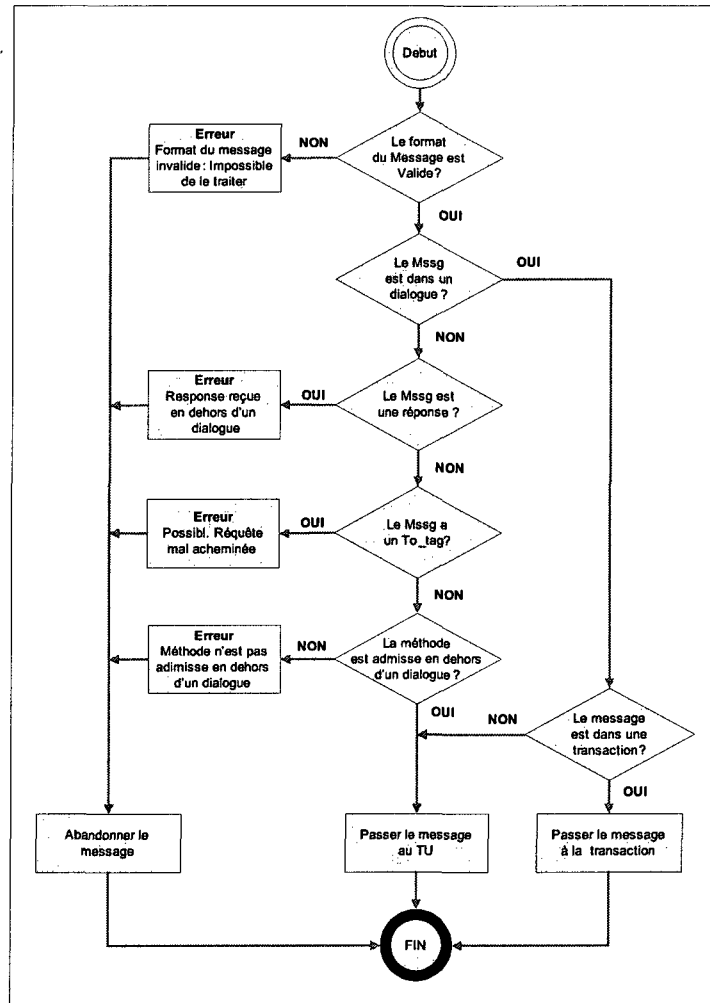 Debut
Erreur
Format du message
invalide : Impossible
de le traiter
NON
Le format
du Message est
Valide?
OUI
Le Mssg
est dans un
dialogue ?
OUI
NON
Erreur
Response reçue
en dehors d'un
dialogue
OUI
Le Mssg est
une réponse ?
NON
Erreur
Possibl. Réquête
mal acheminée
OUI
Le Mssg a
un To_tag?
NON
Erreur
Méthode n'est pas
adimisse en dehors
d'un dialogue
NON
La méthode
est admisse en dehors
d'un dialogue ?
OUI
NON
Le message
est dans une
transaction?
OUI
Abandonner le
message
Passer le message
au TU
Passer le message
à la transaction
FIN